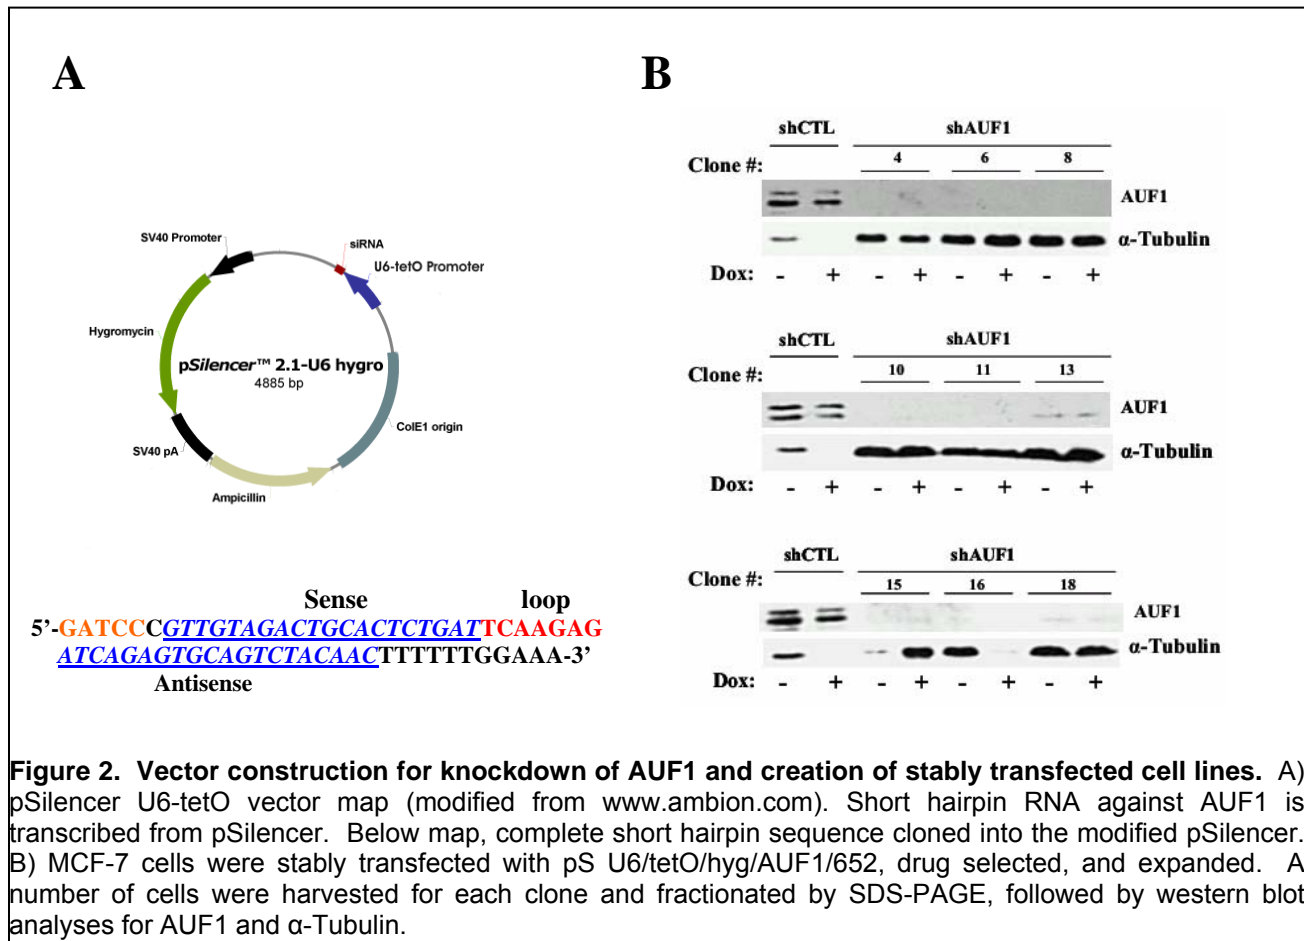 A
SV40 Promoter
siRNA
U6-tetO Promoter
Hygromycin
pSilencer™ 2.1-U6 hygro
4885 bp
ColE1 origin
SV40 pA
Ampicillin
Sense loop
5’-GATCCCGTTGTAGACTGCACTCTGATTCAAGAG
ATCAGAGTGCAGTCTACAACTTTTTTGGAAA-3’
Antisense
B
shCTL shAUF1
Clone #: 4 6 8
AUF1
α-Tubulin
Dox: - + - + - + - +
shCTL shAUF1
Clone #: 10 11 13
AUF1
α-Tubulin
Dox: - + - + - + - +
shCTL shAUF1
Clone #: 15 16 18
AUF1
α-Tubulin
Dox: - + - + - + - +
Figure 2. Vector construction for knockdown of AUF1 and creation of stably transfected cell lines. A)
pSilencer U6-tetO vector map (modified from www.ambion.com). Short hairpin RNA against AUF1 is
transcribed from pSilencer. Below map, complete short hairpin sequence cloned into the modified pSilencer.
B) MCF-7 cells were stably transfected with pS U6/tetO/hyg/AUF1/652, drug selected, and expanded. A
number of cells were harvested for each clone and fractionated by SDS-PAGE, followed by western blot
analyses for AUF1 and α-Tubulin.